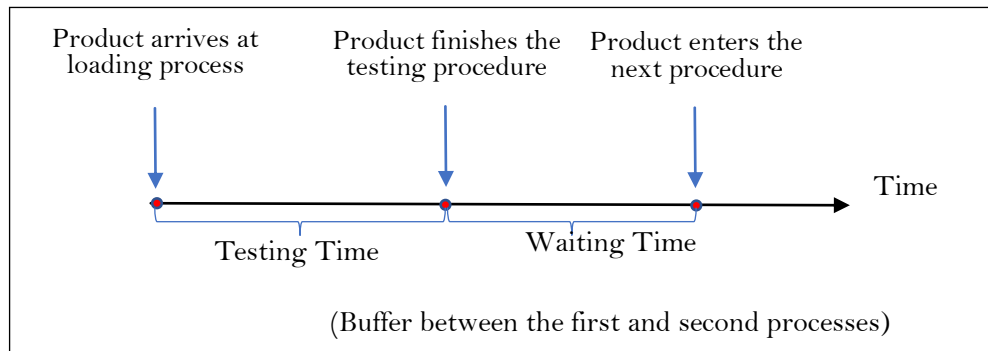 Product arrives at
loading process
Product finishes the
testing procedure
Product enters the
next procedure
Time
Testing Time
Waiting Time
(Buffer between the first and second processes)